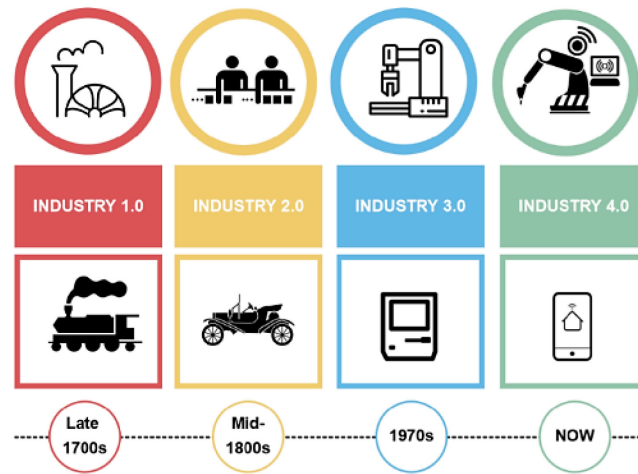 INDUSTRY 1.0
INDUSTRY 2.0
INDUSTRY 3.0
INDUSTRY 4.0
Late
1700s
Mid-
1800s
1970s
NOW